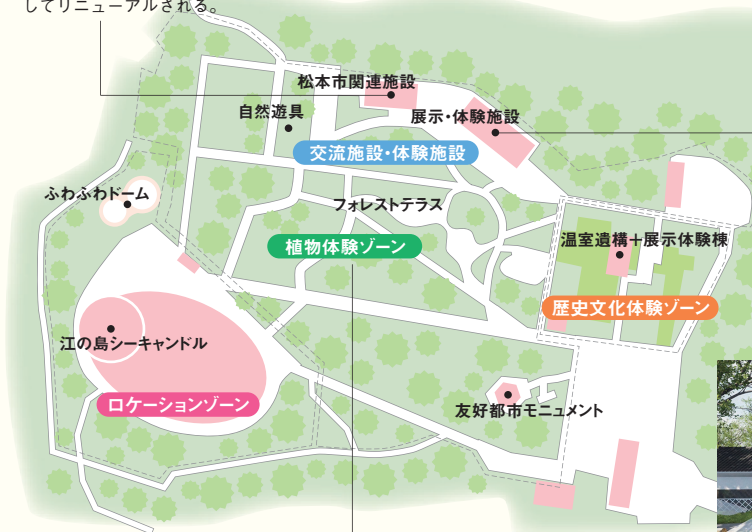 してリニューアルされる。
松本市関連施設
自然遊具
展示・体験施設
交流施設・体験施設
ふわふわドーム
フォレストテラス
植物体験ゾーン
温室遺構+展示体験棟
歴史文化体験ゾーン
江の島シーキャンドル
ロケーションゾーン
友好都市モニュメント